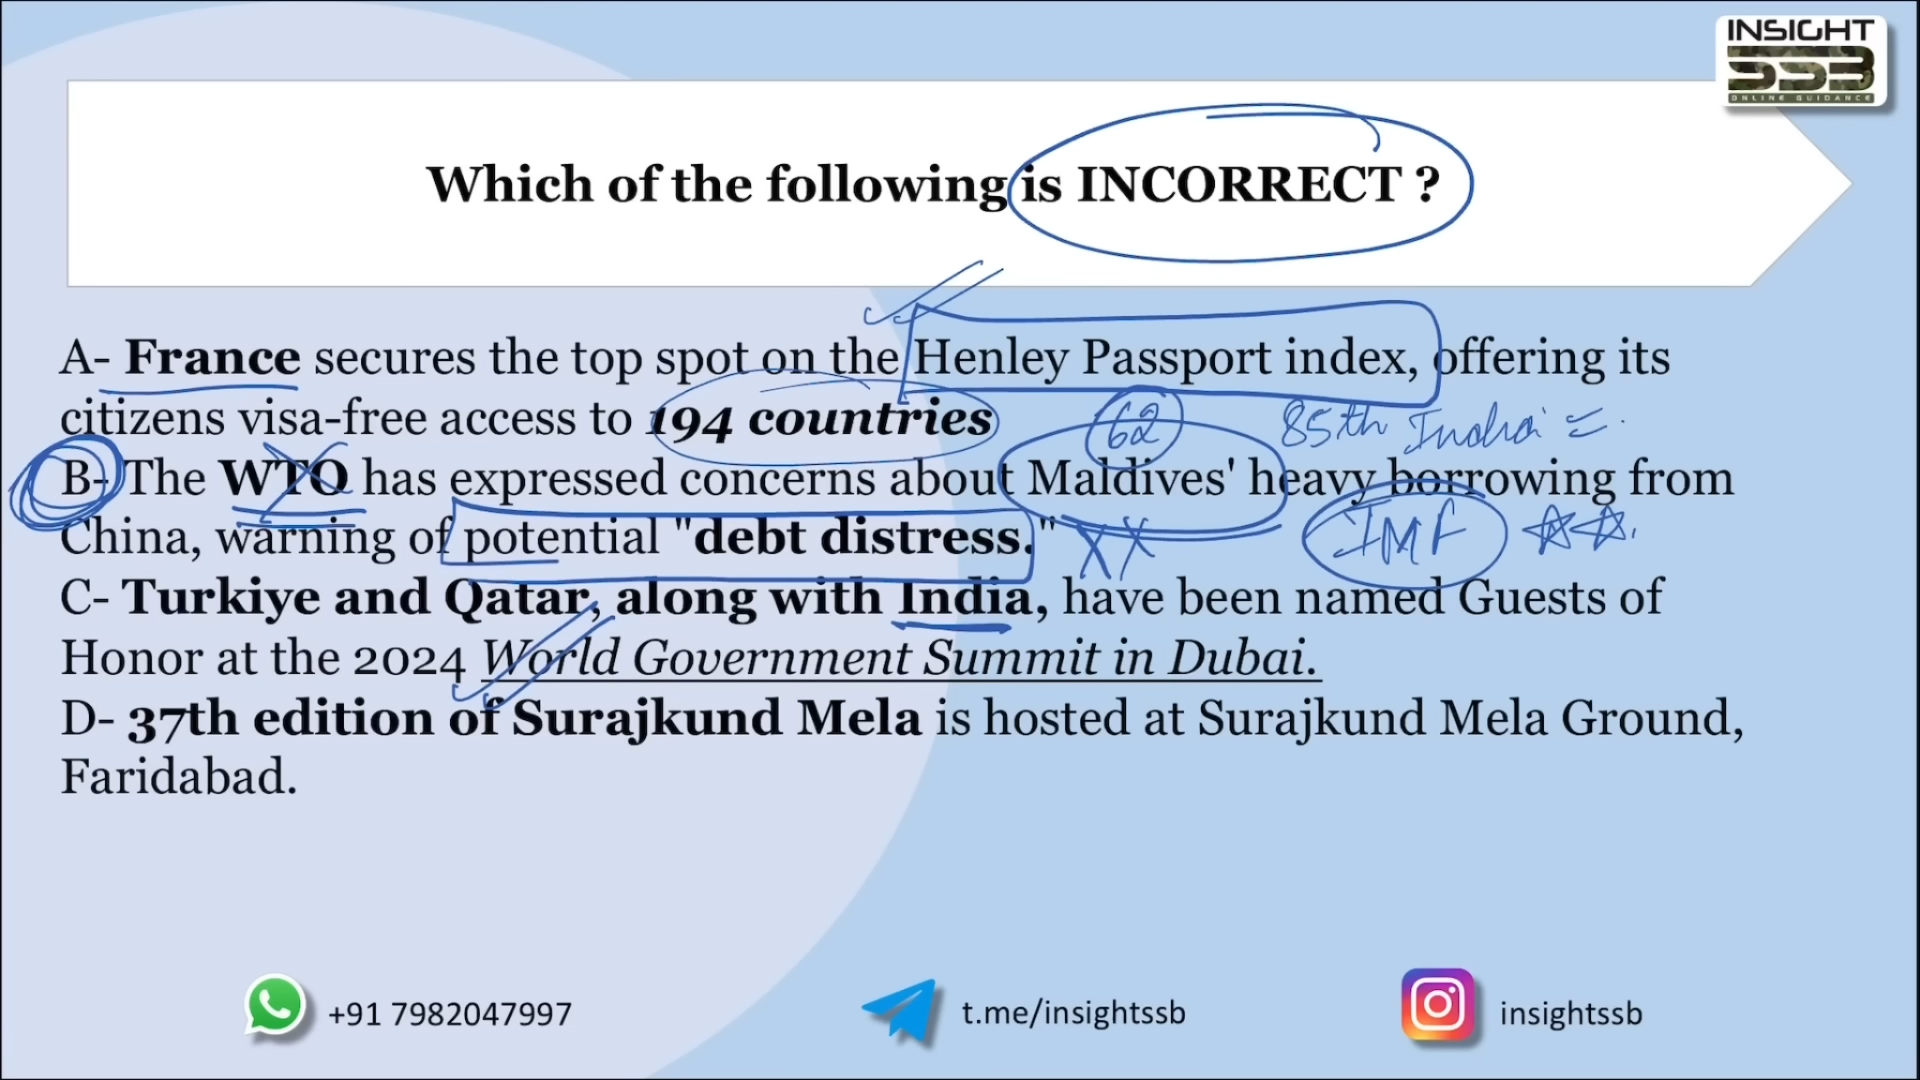 INSIGHT
SSB
ONLINE GUIDANCE
Which of the following is INCORRECT ?
A- France secures the top spot on the Henley Passport index, offering its
citizens visa-free access to 194 countries
62 85th India
B- The WTO has expressed concerns about Maldives' heavy borrowing from
China, warning of potential "debt distress."
IMF
C- Turkiye and Qatar, along with India, have been named Guests of
Honor at the 2024 World Government Summit in Dubai.
D- 37th edition of Surajkund Mela is hosted at Surajkund Mela Ground,
Faridabad.
+91 7982047997 t.me/insightssb insightssb